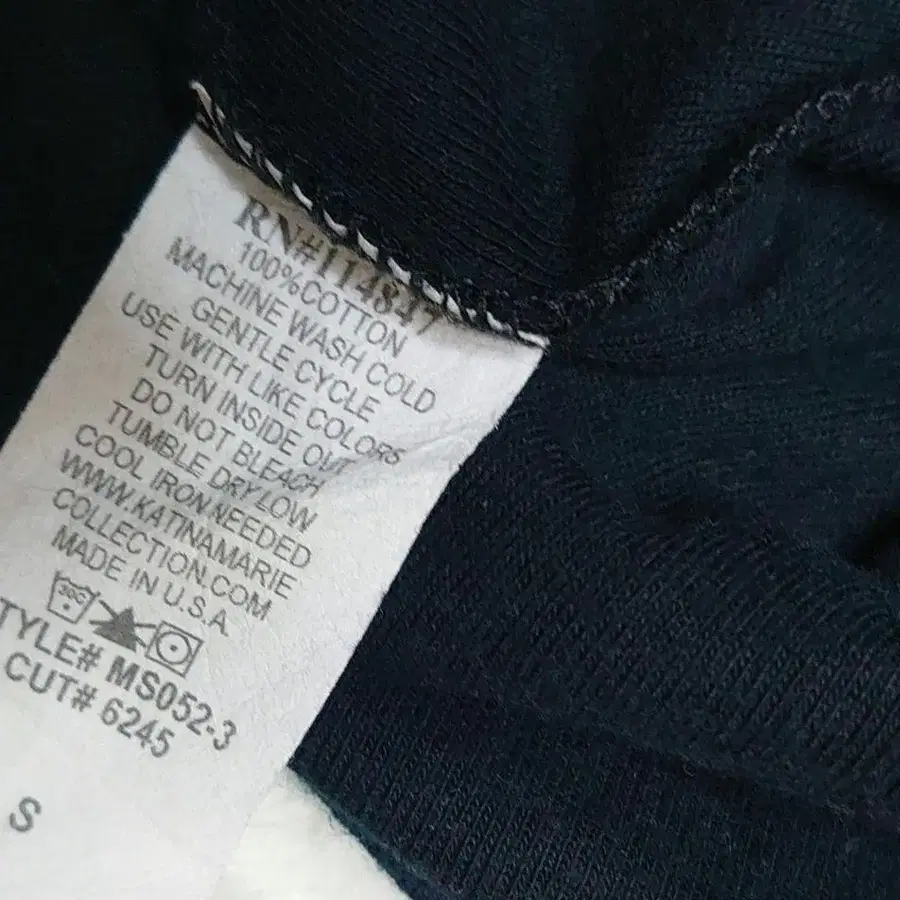 RN#114847
100%COTTON
MACHINE WASH COLD
GENTLE CYCLE
USE WITH LIKE COLORS
TURN INSIDE OUT
DO NOT BLEACH
TUMBLE DRY LOW
COOL IRON NEEDED
WWW.KATINAMARIE
COLLECTION.COM
MADE IN U.S.A
30C
TYLE# MS052-3
CUT# 6245
S